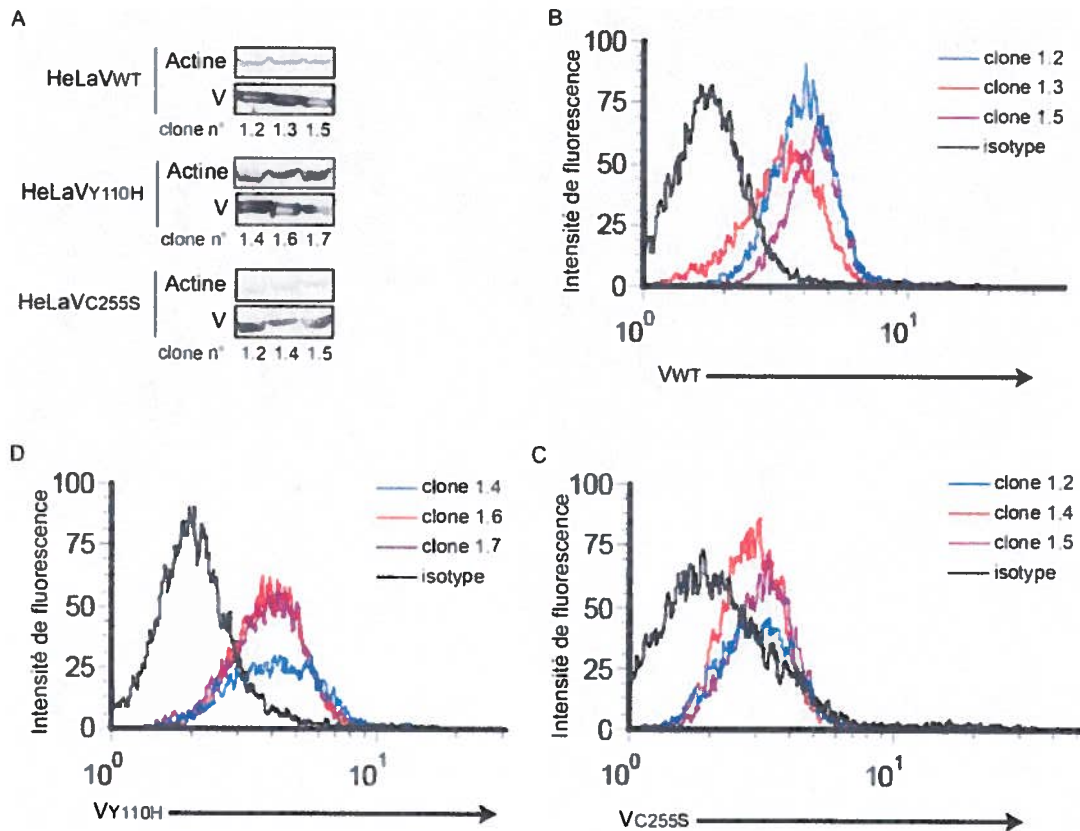 A
HeLaVWT
Actine
V
clone n° 1.2 1.3 1.5
HeLaVY110H
Actine
V
clone n° 1.4 1.6 1.7
HeLaVC255S
Actine
V
clone n° 1.2 1.4 1.5
B
Intensité de fluorescence
100
75
50
25
0
10⁰ 10¹
clone 1.2
clone 1.3
clone 1.5
isotype
VWT
D
Intensité de fluorescence
100
75
50
25
0
10⁰ 10¹
clone 1.4
clone 1.6
clone 1.7
isotype
VY110H
C
Intensité de fluorescence
100
75
50
25
0
10⁰ 10¹
clone 1.2
clone 1.4
clone 1.5
isotype
VC255S